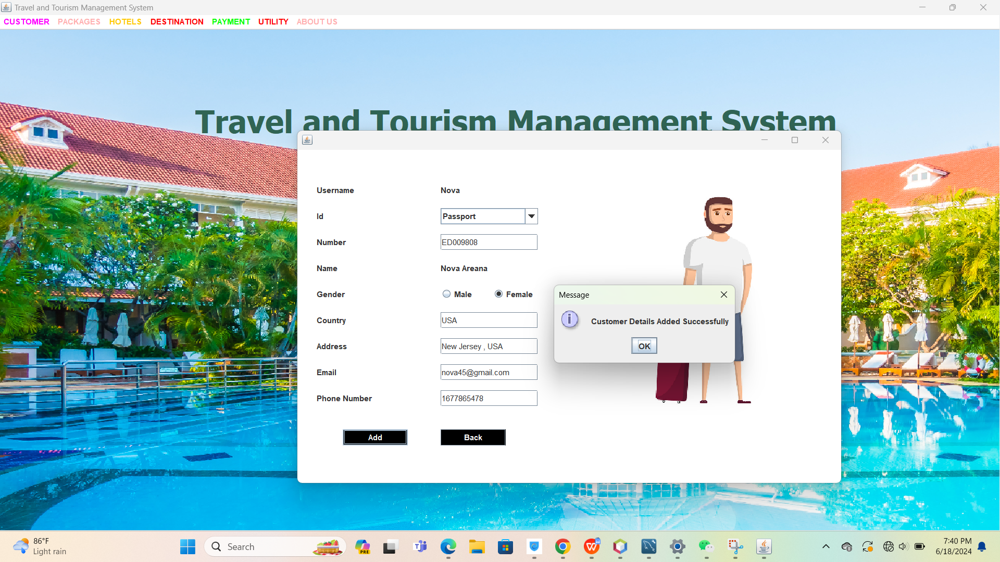 Travel and Tourism Management System
CUSTOMER PACKAGES HOTELS DESTINATION PAYMENT UTILITY ABOUT US
Travel and Tourism Management System
Username Nova
Id Passport
Number ED009808
Name Nova Areana
Gender Male Female
Country USA
Address New Jersey , USA
Email nova45@gmail.com
Phone Number 1677865478
Add Back
Message
i
Customer Details Added Successfully
OK
86°F
Light rain
Search
PRE
7:40 PM
6/18/2024